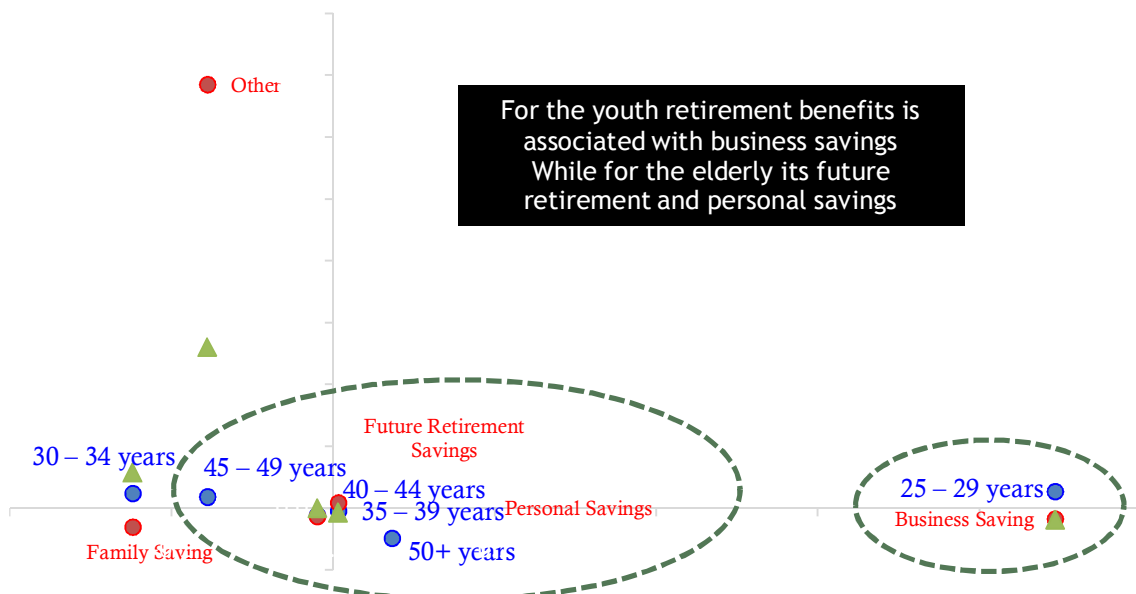 Other
For the youth retirement benefits is
associated with business savings
While for the elderly its future
retirement and personal savings
Future Retirement
Savings
30 – 34 years
45 – 49 years
40 – 44 years
25 – 29 years
35 – 39 years
Personal Savings
Business Saving
Family Saving
50+ years